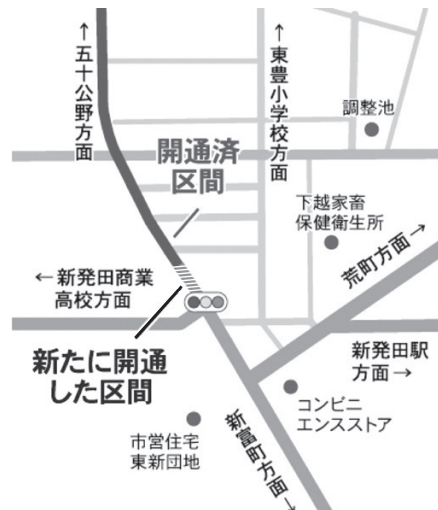 ↑五十公野方面
↑東豊小学校方面
調整池
開通済
区間
下越家畜
保健衛生所
荒町方面→
←新発田商業
高校方面
新たに開通
した区間
新発田駅
方面→
コンビニ
エンスストア
市営住宅
東新団地
新富町方面→